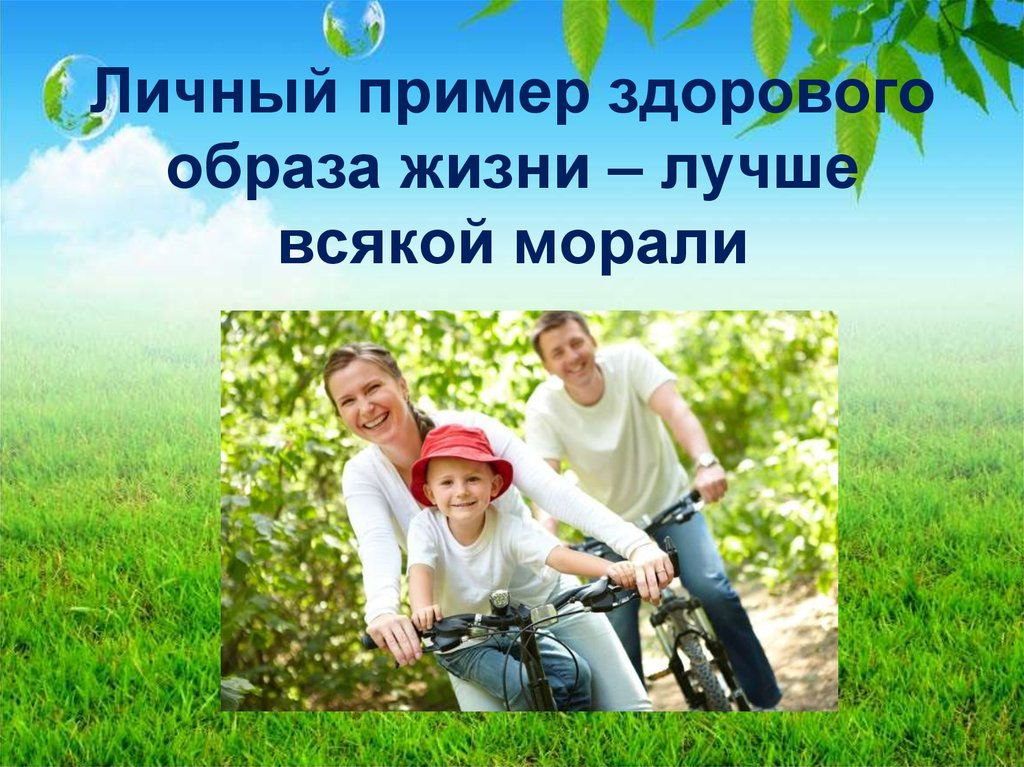 Личный пример здорового
образа жизни – лучше
всякой морали